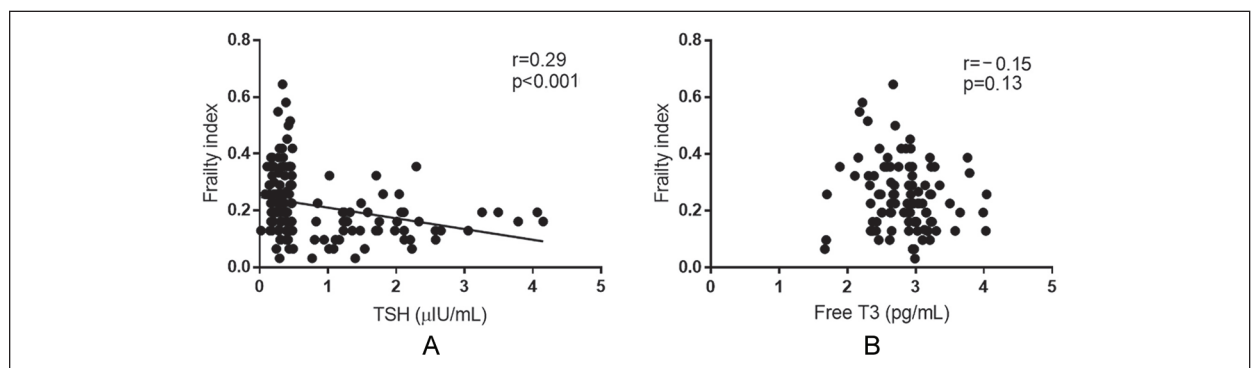 0.8
0.6
0.4
0.2
0.0
Frailty index
r=0.29
p<0.001
0 1 2 3 4 5
TSH (μIU/mL)
A
0.8
0.6
0.4
0.2
0.0
Frailty index
r=−0.15
p=0.13
0 1 2 3 4 5
Free T3 (pg/mL)
B